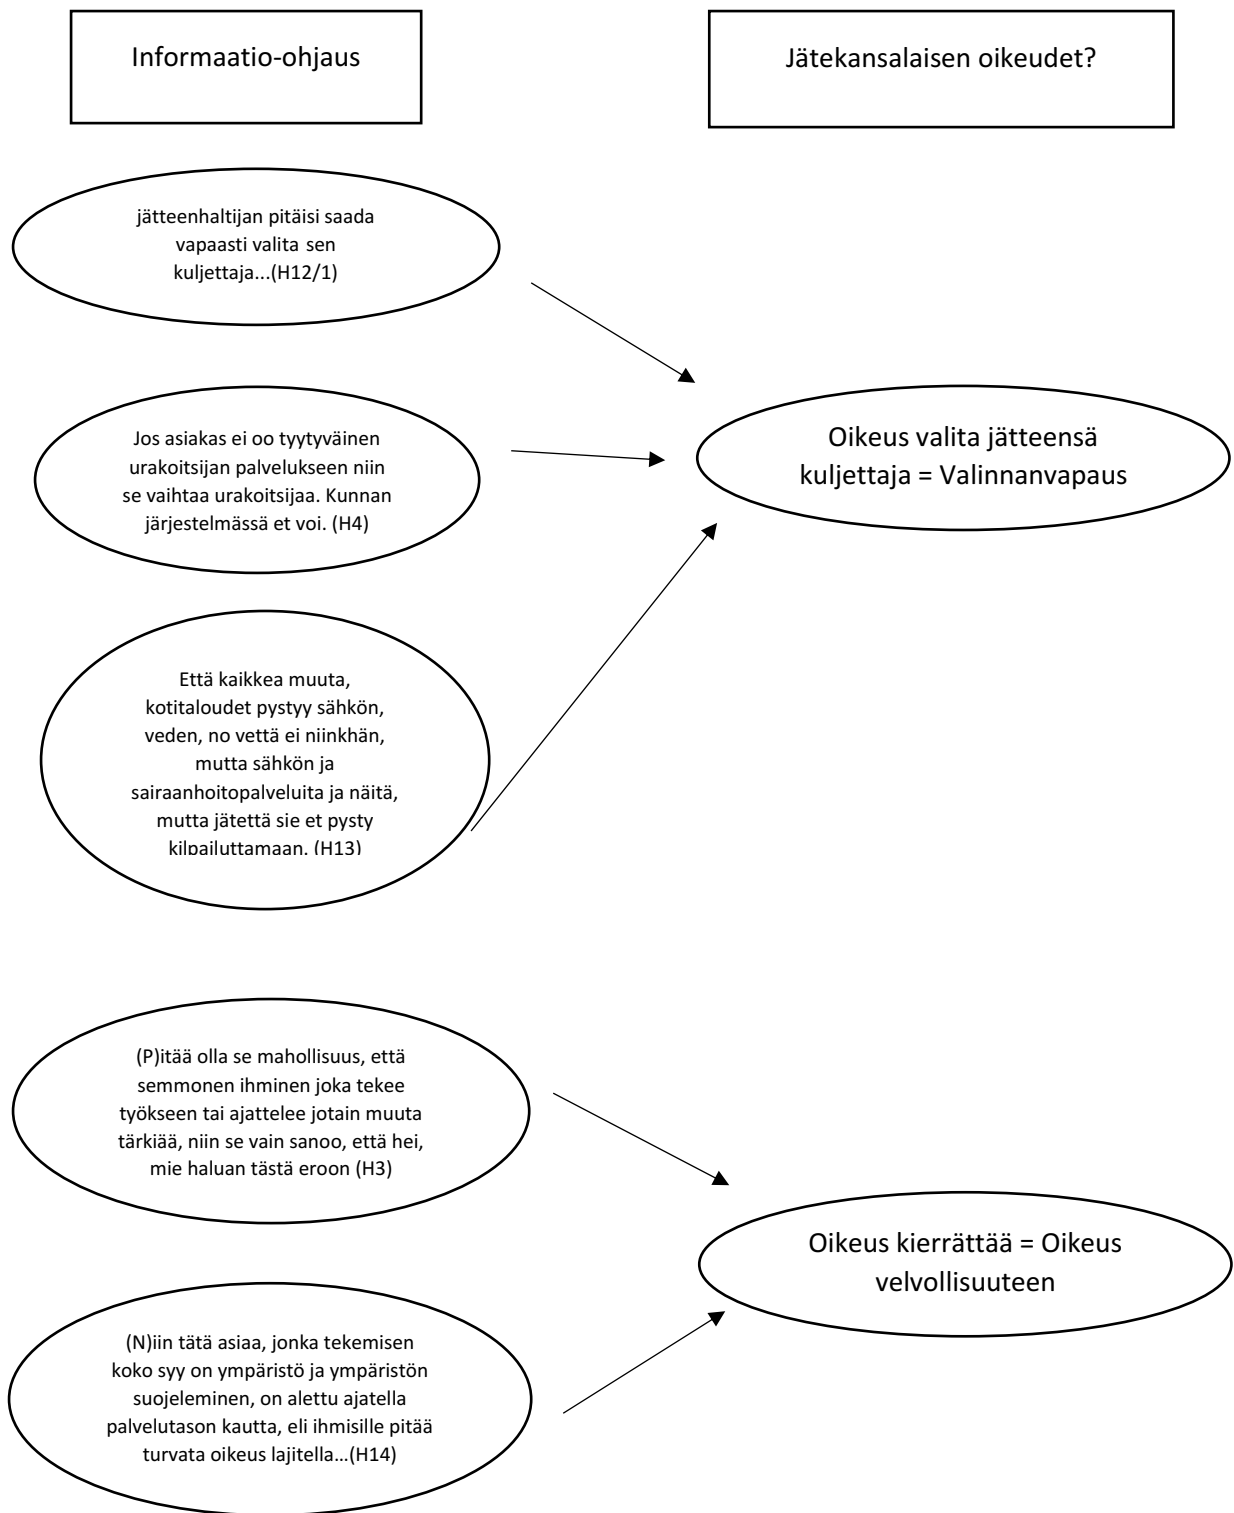 Informaatio-ohjaus
Jätekansalaisen oikeudet?
jätteenhaltijan pitäisi saada
vapaasti valita sen
kuljettaja...(H12/1)
Jos asiakas ei oo tyytyväinen
urakoitsijan palvelukseen niin
se vaihtaa urakoitsijaa. Kunnan
järjestelmässä et voi. (H4)
Oikeus valita jätteensä
kuljettaja = Valinnanvapaus
Että kaikkea muuta,
kotitaloudet pystyy sähkön,
veden, no vettä ei niinkhän,
mutta sähkön ja
sairaanhoitopalveluita ja näitä,
mutta jätettä sie et pysty
kilpailuttamaan. (H13)
(P)itää olla se mahollisuus, että
semmonen ihminen joka tekee
työkseen tai ajattelee jotain muuta
tärkiää, niin se vain sanoo, että hei,
mie haluan tästä eroon (H3)
Oikeus kierrättää = Oikeus
velvollisuuteen
(N)iin tätä asiaa, jonka tekemisen
koko syy on ympäristö ja ympäristön
suojeleminen, on alettu ajatella
palvelutason kautta, eli ihmisille pitää
turvata oikeus lajitella…(H14)